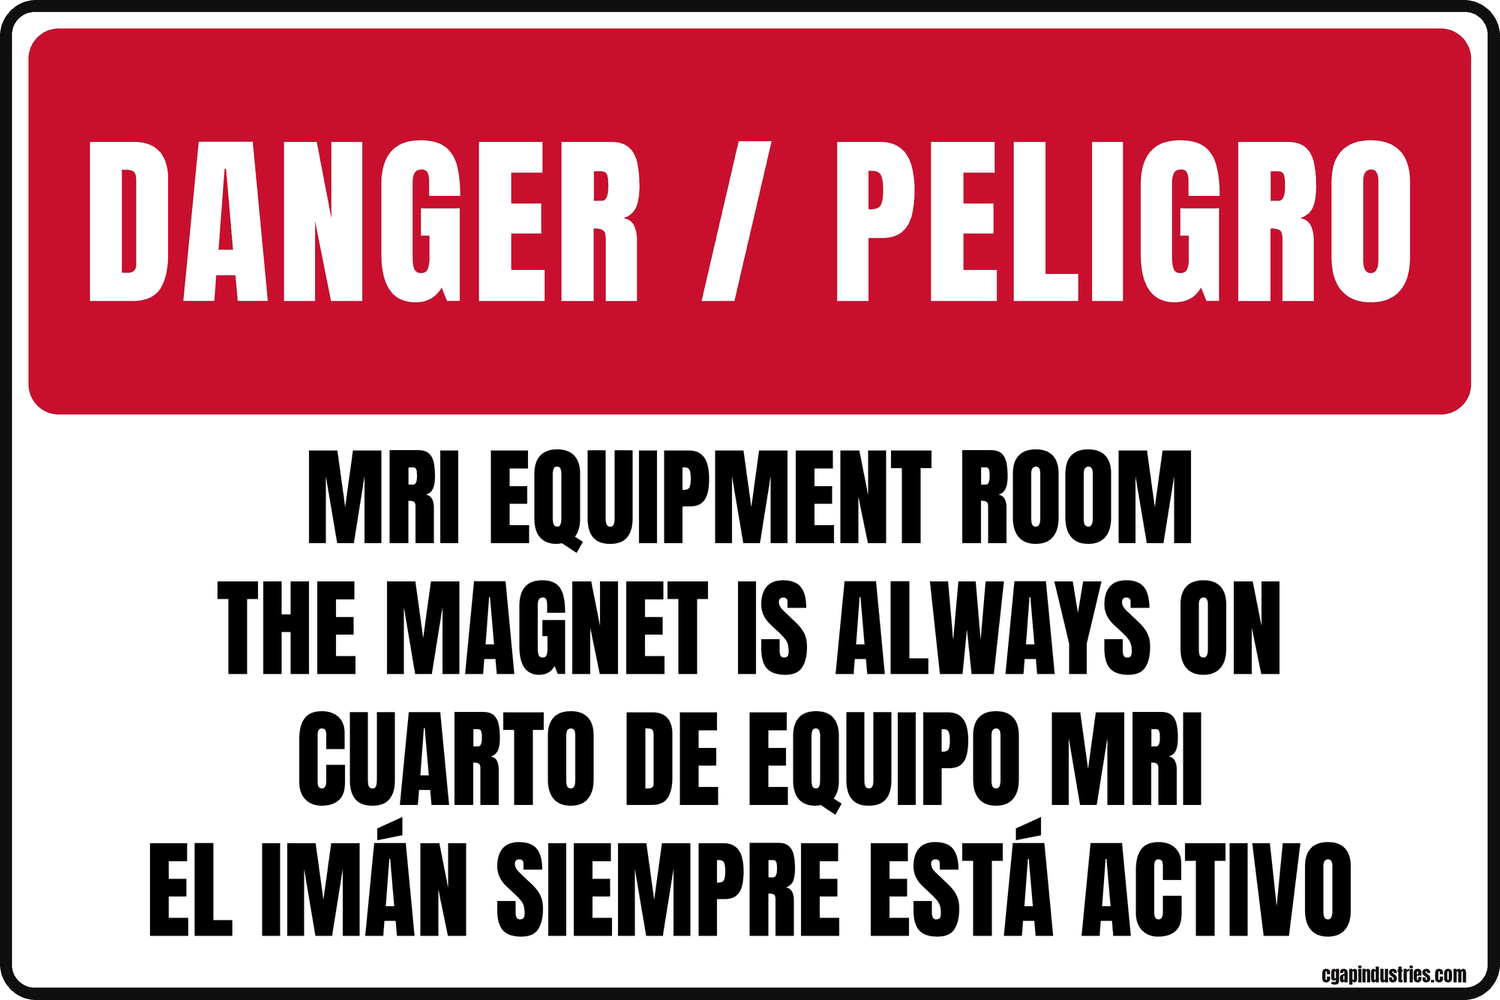 DANGER / PELIGRO
MRI EQUIPMENT ROOM
THE MAGNET IS ALWAYS ON
CUARTO DE EQUIPO MRI
EL IMÁN SIEMPRE ESTÁ ACTIVO
cgapindustries.com